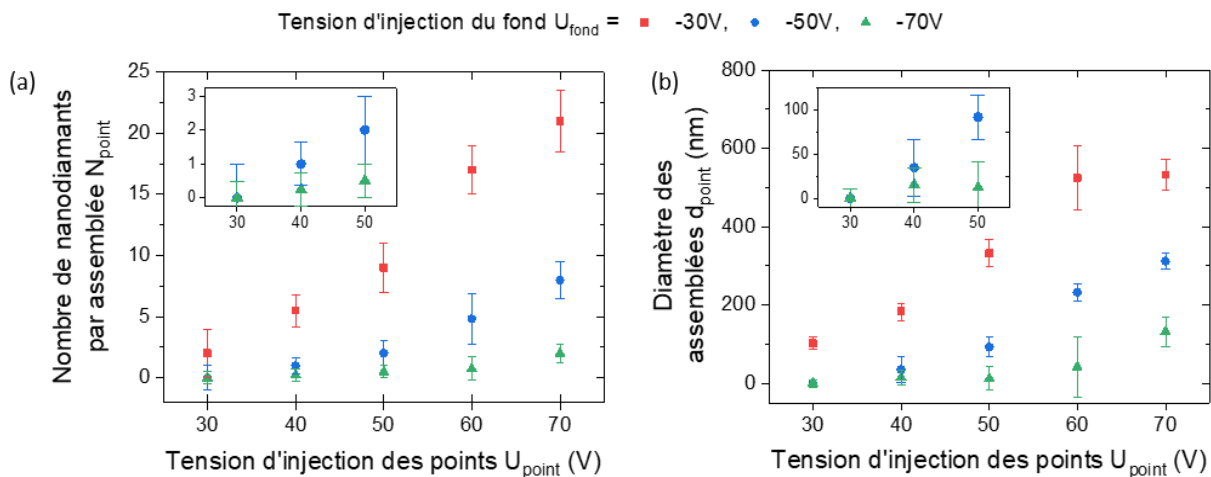 Tension d'injection du fond U_fond = -30V, -50V, -70V
(a)
Nombre de nanodiamants
par assemblée N_point
25
20
15
10
5
0
3
2
1
0
30 40 50
30 40 50 60 70
Tension d'injection des points U_point (V)
(b)
Diamètre des
assemblées d_point (nm)
800
600
400
200
0
100
50
0
30 40 50
30 40 50 60 70
Tension d'injection des points U_point (V)